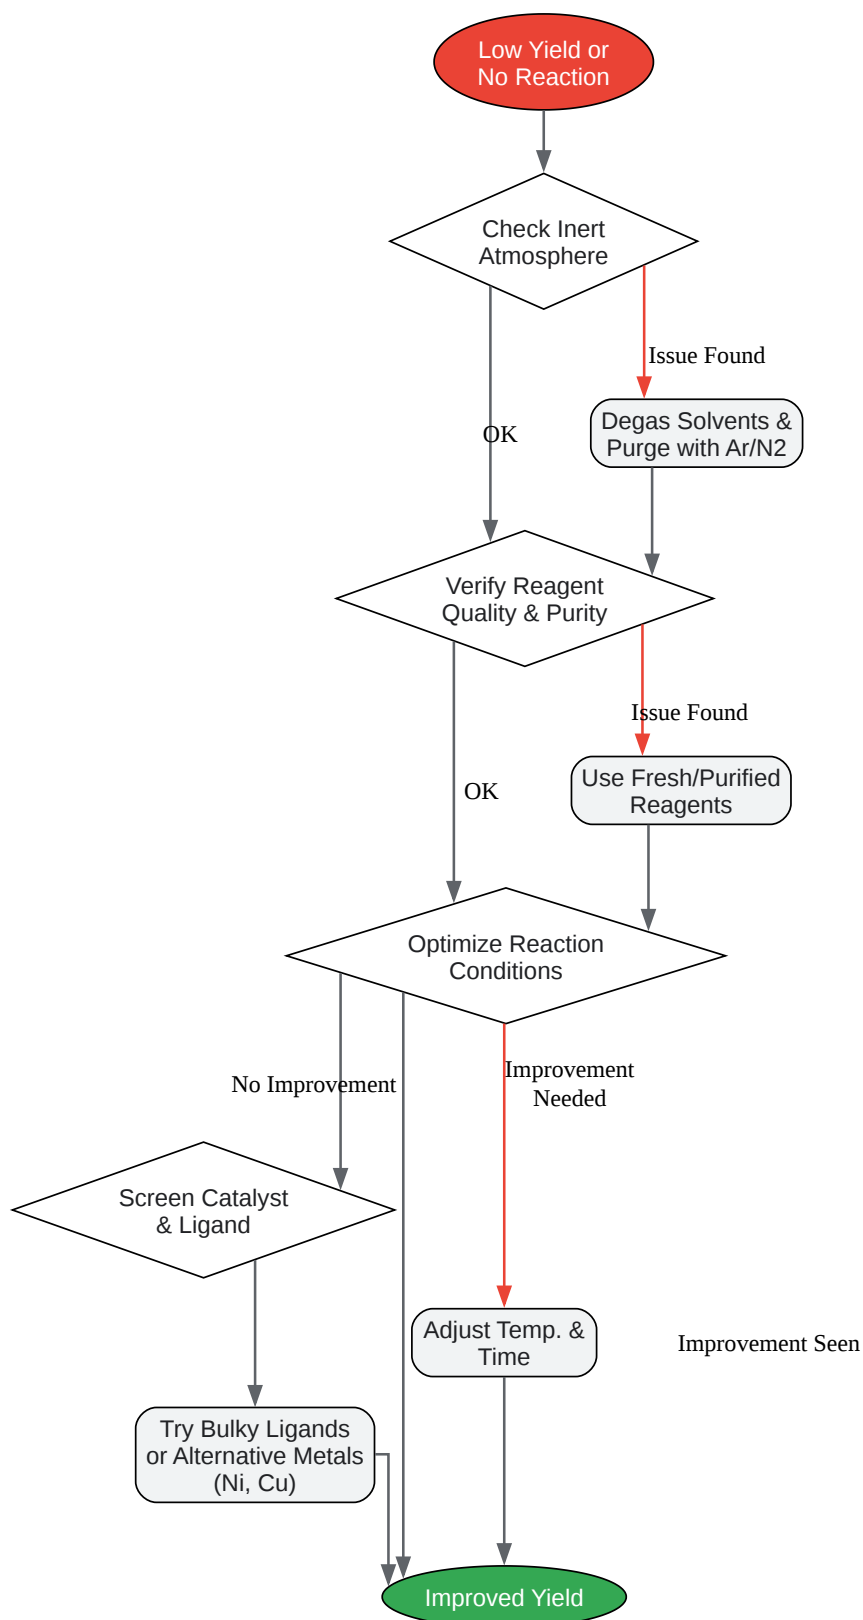 Low Yield or
No Reaction
Check Inert
Atmosphere
Issue Found
Degas Solvents &
Purge with Ar/N2
OK
Verify Reagent
Quality & Purity
Issue Found
Use Fresh/Purified
Reagents
OK
Optimize Reaction
Conditions
No Improvement
Improvement
Needed
Screen Catalyst
& Ligand
Adjust Temp. &
Time
Improvement Seen
Try Bulky Ligands
or Alternative Metals
(Ni, Cu)
Improved Yield